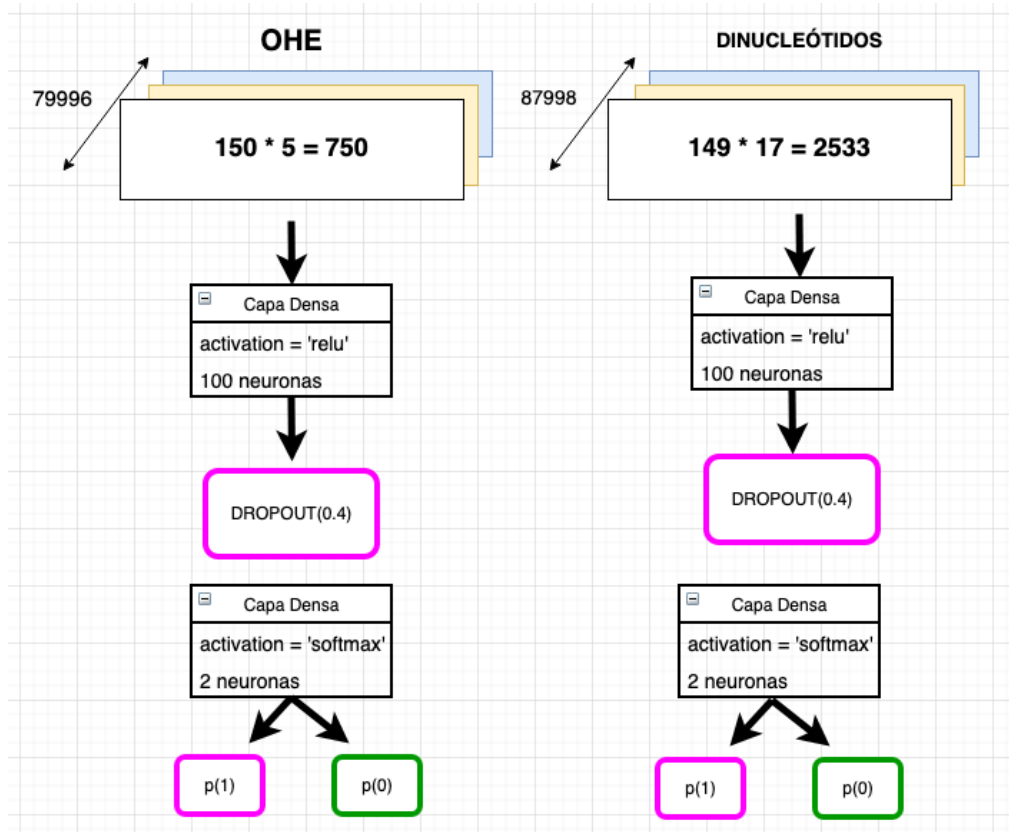 OHE
79996
150 * 5 = 750
Capa Densa
activation = 'relu'
100 neuronas
DROPOUT(0.4)
Capa Densa
activation = 'softmax'
2 neuronas
p(1)
p(0)
DINUCLEÓTIDOS
87998
149 * 17 = 2533
Capa Densa
activation = 'relu'
100 neuronas
DROPOUT(0.4)
Capa Densa
activation = 'softmax'
2 neuronas
p(1)
p(0)